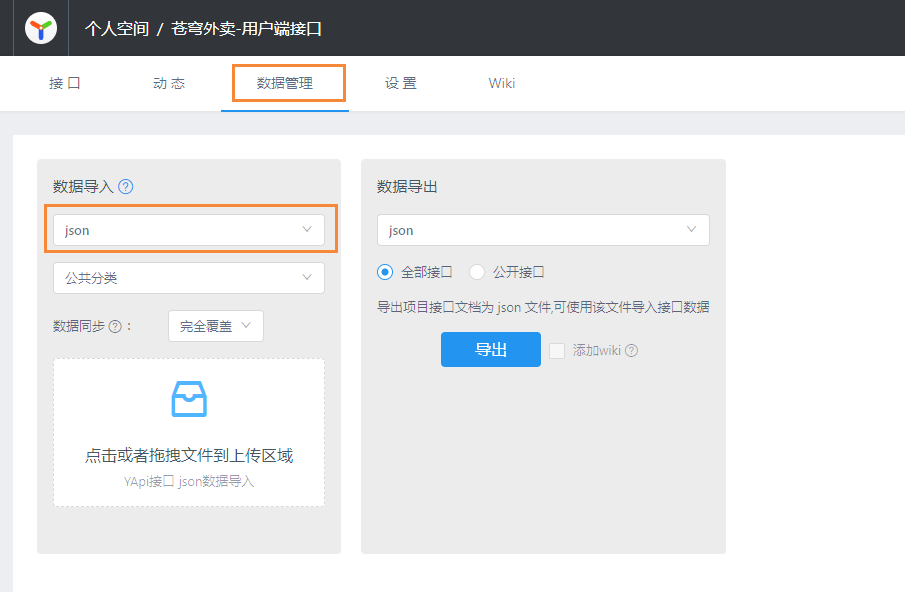 个人空间 / 苍穹外卖-用户端接口
接 口 动 态 数据管理 设 置 Wiki
数据导入 ?
json
公共分类
数据同步 ? :
完全覆盖
点击或者拖拽文件到上传区域
YApi接口 json数据导入
数据导出
json
全部接口 公开接口
导出项目接口文档为 json 文件,可使用该文件导入接口数据
导出 添加wiki ?